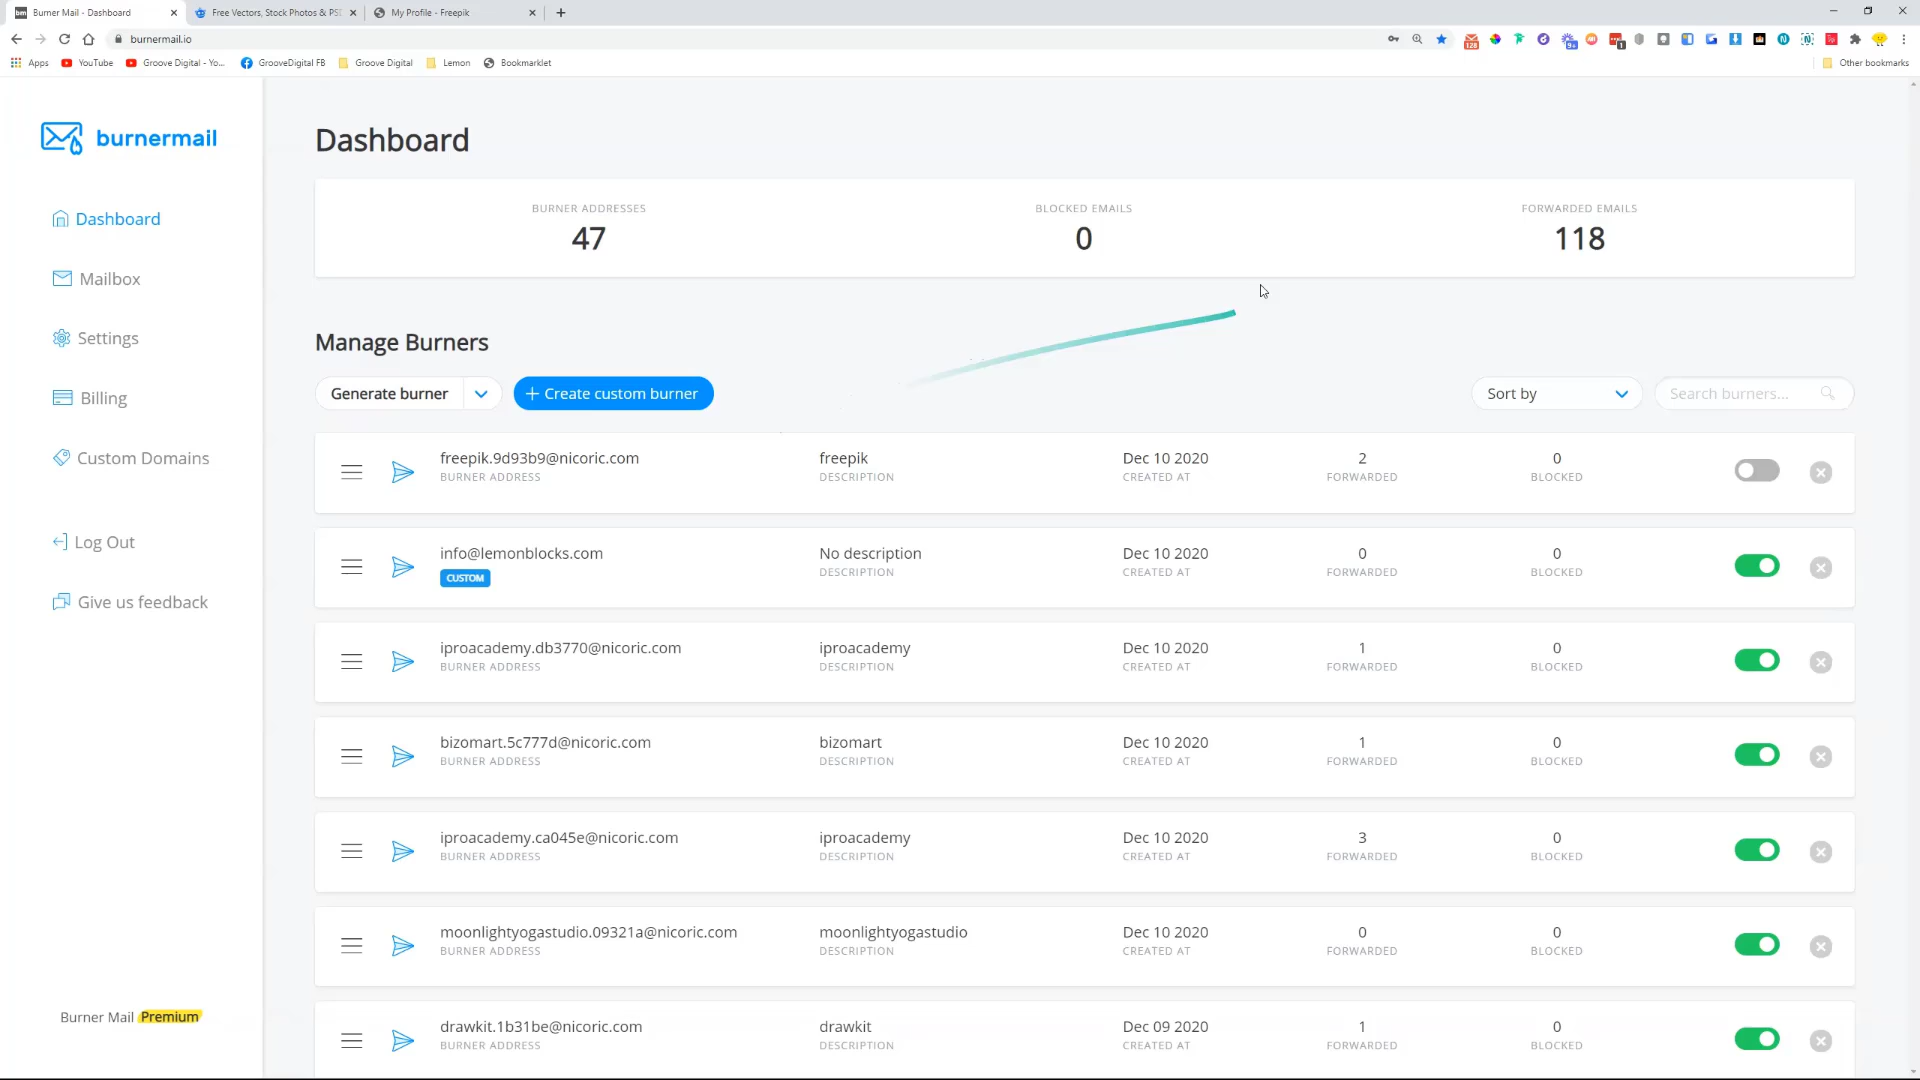 bm Burner Mail - Dashboard
Free Vectors, Stock Photos & PSD
My Profile - Freepik
burnermail.io
128
9+
1
Apps
YouTube
Groove Digital - Yo...
GrooveDigital FB
Groove Digital
Lemon
Bookmarklet
Other bookmarks
burnermail
Dashboard
Mailbox
Settings
Billing
Custom Domains
Log Out
Give us feedback
Burner Mail Premium
Dashboard
BURNER ADDRESSES
47
BLOCKED EMAILS
0
FORWARDED EMAILS
118
Manage Burners
Generate burner
+ Create custom burner
Sort by
Search burners...
freepik.9d93b9@nicoric.com freepik Dec 10 2020 2 0
BURNER ADDRESS DESCRIPTION CREATED AT FORWARDED BLOCKED
info@lemonblocks.com No description Dec 10 2020 0 0
CUSTOM DESCRIPTION CREATED AT FORWARDED BLOCKED
iproacademy.db3770@nicoric.com iproacademy Dec 10 2020 1 0
BURNER ADDRESS DESCRIPTION CREATED AT FORWARDED BLOCKED
bizomart.5c777d@nicoric.com bizomart Dec 10 2020 1 0
BURNER ADDRESS DESCRIPTION CREATED AT FORWARDED BLOCKED
iproacademy.ca045e@nicoric.com iproacademy Dec 10 2020 3 0
BURNER ADDRESS DESCRIPTION CREATED AT FORWARDED BLOCKED
moonlightyogastudio.09321a@nicoric.com moonlightyogastudio Dec 10 2020 0 0
BURNER ADDRESS DESCRIPTION CREATED AT FORWARDED BLOCKED
drawkit.1b31be@nicoric.com drawkit Dec 09 2020 1 0
BURNER ADDRESS DESCRIPTION CREATED AT FORWARDED BLOCKED